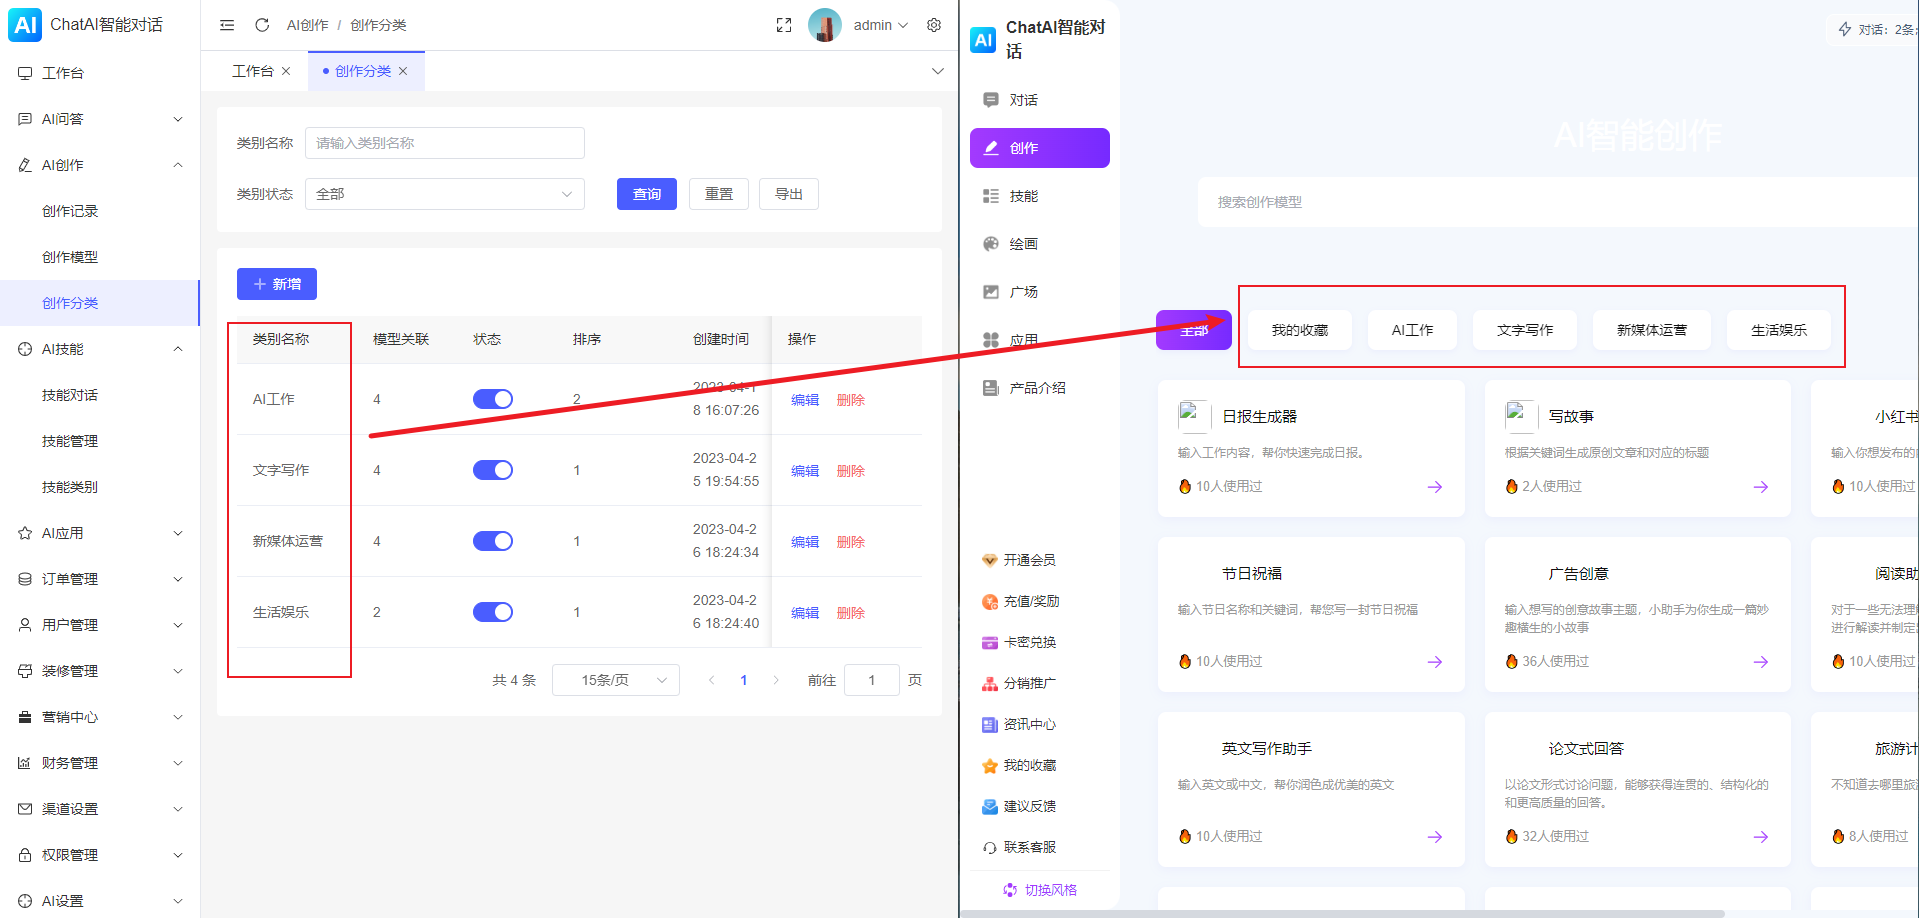 ChatAI智能对话
AI创作 / 创作分类
admin
工作台
AI问答
AI创作
创作记录
创作模型
创作分类
AI技能
技能对话
技能管理
技能类别
AI应用
订单管理
用户管理
装修管理
营销中心
财务管理
渠道设置
权限管理
AI设置
工作台
创作分类
类别名称 请输入类别名称
类别状态 全部 查询 重置 导出
新增
类别名称 模型关联 状态 排序 创建时间 操作
AI工作 4 2 2023-04-1
8 16:07:26 编辑 删除
文字写作 4 1 2023-04-2
5 19:54:55 编辑 删除
新媒体运营 4 1 2023-04-2
6 18:24:34 编辑 删除
生活娱乐 2 1 2023-04-2
6 18:24:40 编辑 删除
共 4 条 15条/页 1 前往 1 页
AI
ChatAI智能对
话
对话
创作
技能
绘画
广场
应用
产品介绍
开通会员
充值/奖励
卡密兑换
分销推广
资讯中心
我的收藏
建议反馈
联系客服
切换风格
对话：2条
AI智能创作
搜索创作模型
全部 我的收藏 AI工作 文字写作 新媒体运营 生活娱乐
日报生成器
输入工作内容，帮你快速完成日报。
10人使用过
写故事
根据关键词生成原创文章和对应的标题
2人使用过
小红书
输入你想发布的
10人使用过
节日祝福
输入节日名称和关键词，帮您写一封节日祝福
10人使用过
广告创意
输入想写的创意故事主题，小助手为你生成一篇妙
趣横生的小故事
36人使用过
阅读助
对于一些无法理解
进行解读并制定
10人使用过
英文写作助手
输入英文或中文，帮你润色成优美的英文
10人使用过
论文式回答
以论文形式讨论问题，能够获得连贯的、结构化的
和更高质量的回答。
32人使用过
旅游计
不知道去哪里旅游
8人使用过